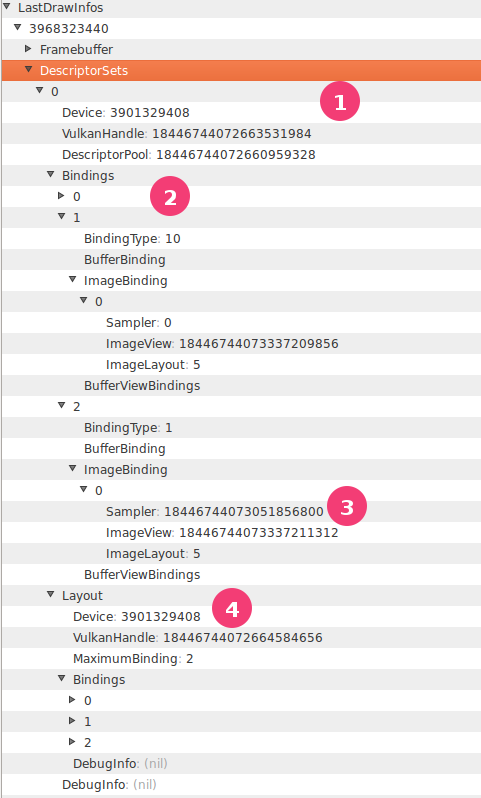 LastDrawInfos
3968323440
Framebuffer
DescriptorSets
0
1
Device: 3901329408
VulkanHandle: 18446744072663531984
DescriptorPool: 18446744072660959328
Bindings
0
2
1
BindingType: 10
BufferBinding
ImageBinding
0
Sampler: 0
ImageView: 18446744073337209856
ImageLayout: 5
BufferViewBindings
2
BindingType: 1
BufferBinding
ImageBinding
0
Sampler: 18446744073051856800
3
ImageView: 18446744073337211312
ImageLayout: 5
BufferViewBindings
Layout
Device: 3901329408
4
VulkanHandle: 18446744072664584656
MaximumBinding: 2
Bindings
0
1
2
DebugInfo: (nil)
DebugInfo: (nil)